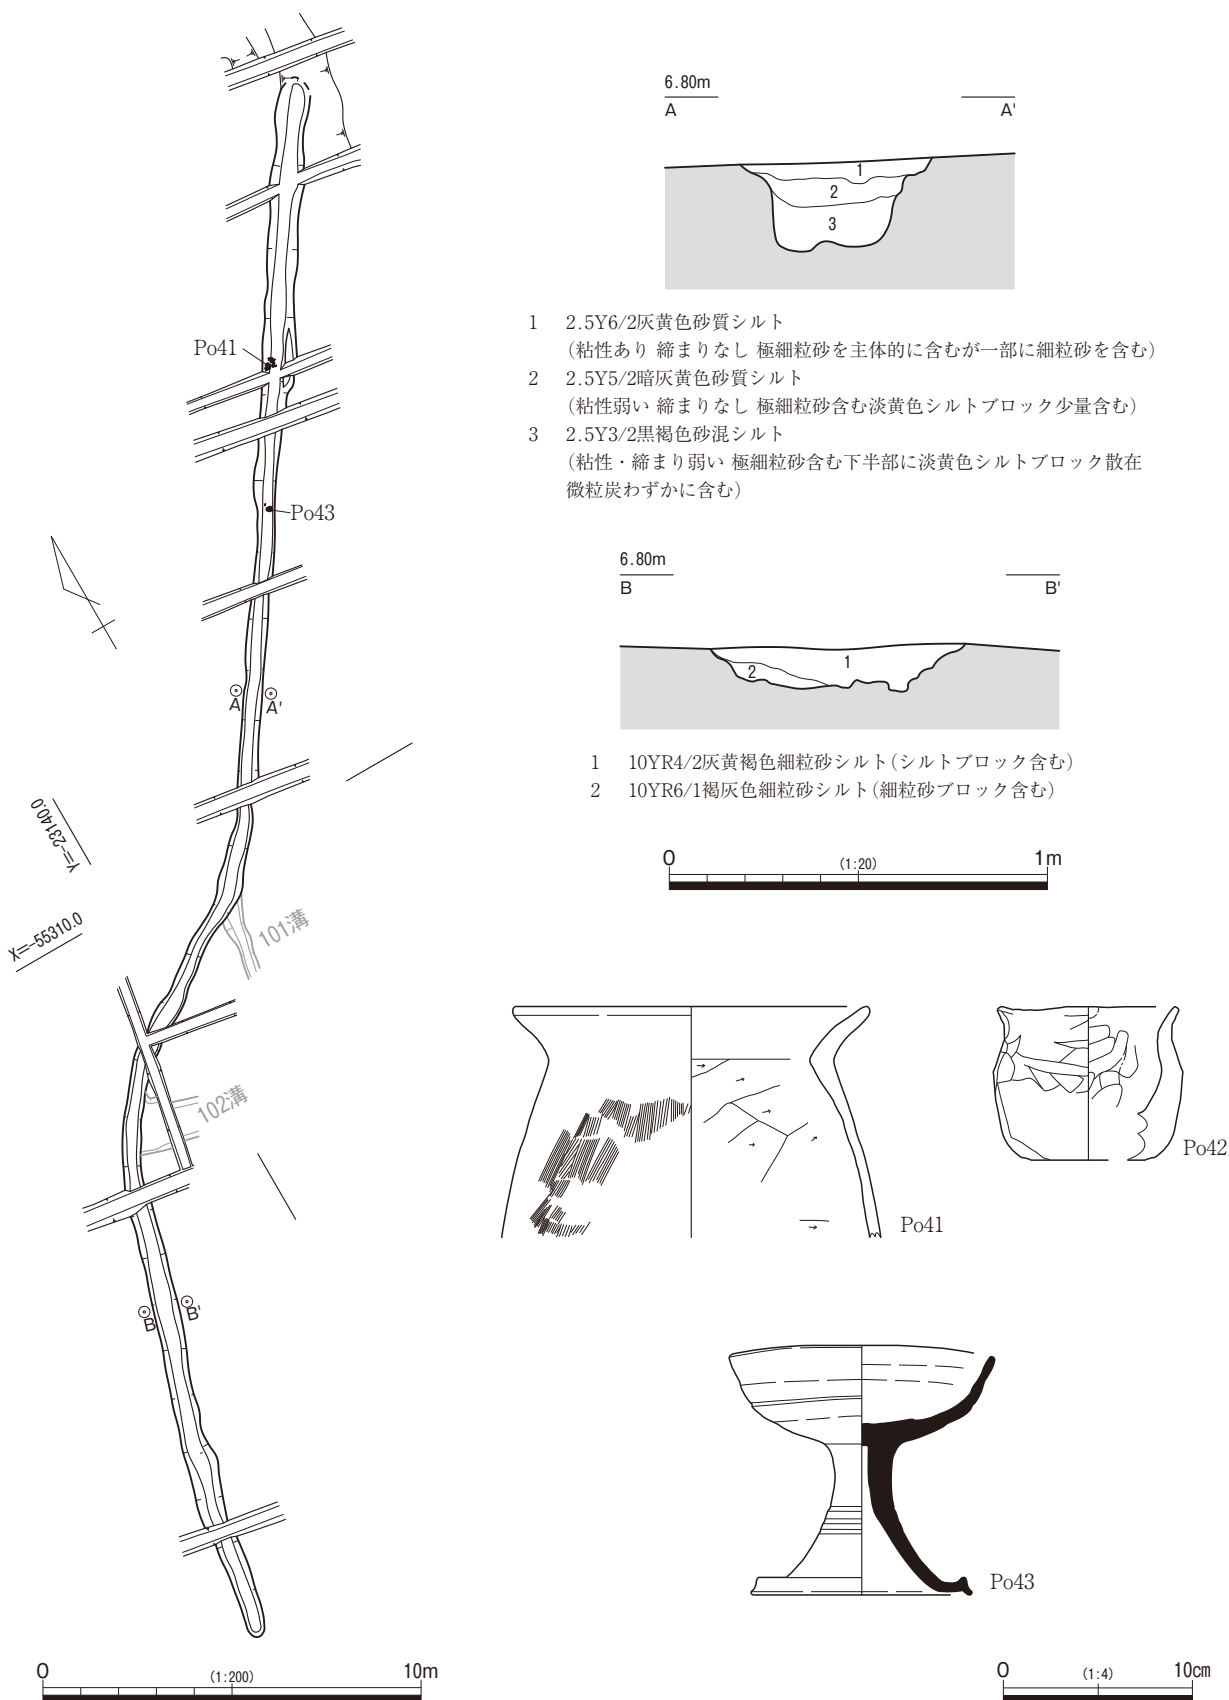 6.80m
A A'
1
2
3
1 2.5Y6/2灰黄色砂質シルト
(粘性あり 締まりなし 極細粒砂を主体的に含むが一部に細粒砂を含む)
2 2.5Y5/2暗灰黄色砂質シルト
(粘性弱い 締まりなし 極細粒砂含む淡黄色シルトブロック少量含む)
3 2.5Y3/2黒褐色砂混シルト
(粘性・締まり弱い 極細粒砂含む下半部に淡黄色シルトブロック散在
微粒炭わずかに含む)
Po41
Po43
6.80m
B B'
1
2
1 10YR4/2灰黄褐色細粒砂シルト(シルトブロック含む)
2 10YR6/1褐灰色細粒砂シルト(細粒砂ブロック含む)
A A'
Y=-23140.0
X=-55310.0
101溝
102溝
B B'
0 (1:20) 1m
Po41
Po42
Po43
0 (1:200) 10m
0 (1:4) 10cm